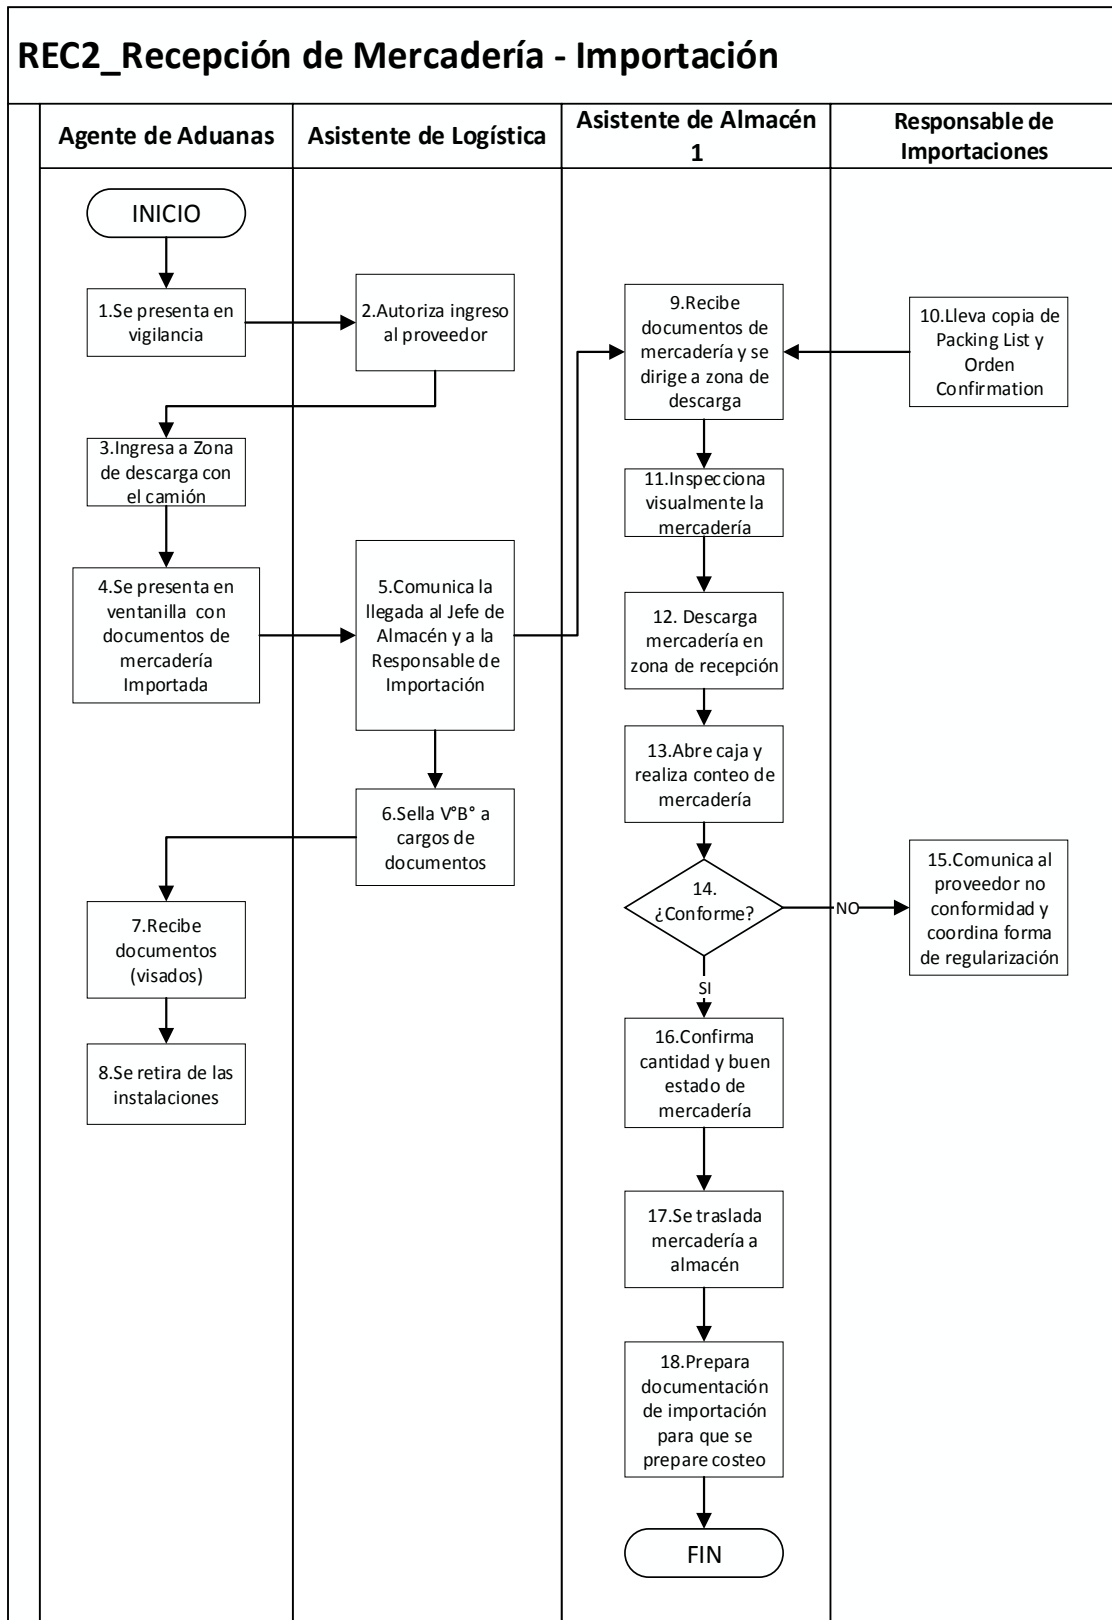 REC2_Recepción de Mercadería - Importación
Agente de Aduanas
Asistente de Logística
Asistente de Almacén
1
Responsable de
Importaciones
INICIO
1.Se presenta en
vigilancia
2.Autoriza ingreso
al proveedor
3.Ingresa a Zona
de descarga con
el camión
4.Se presenta en
ventanilla con
documentos de
mercadería
Importada
5.Comunica la
llegada al Jefe de
Almacén y a la
Responsable de
Importación
6.Sella V°B° a
cargos de
documentos
7.Recibe
documentos
(visados)
8.Se retira de las
instalaciones
9.Recibe
documentos de
mercadería y se
dirige a zona de
descarga
10.Lleva copia de
Packing List y
Orden
Confirmation
11.Inspecciona
visualmente la
mercadería
12. Descarga
mercadería en
zona de recepción
13.Abre caja y
realiza conteo de
mercadería
14.
¿Conforme?
NO
15.Comunica al
proveedor no
conformidad y
coordina forma
de regularización
SI
16.Confirma
cantidad y buen
estado de
mercadería
17.Se traslada
mercadería a
almacén
18.Prepara
documentación
de importación
para que se
prepare costeo
FIN